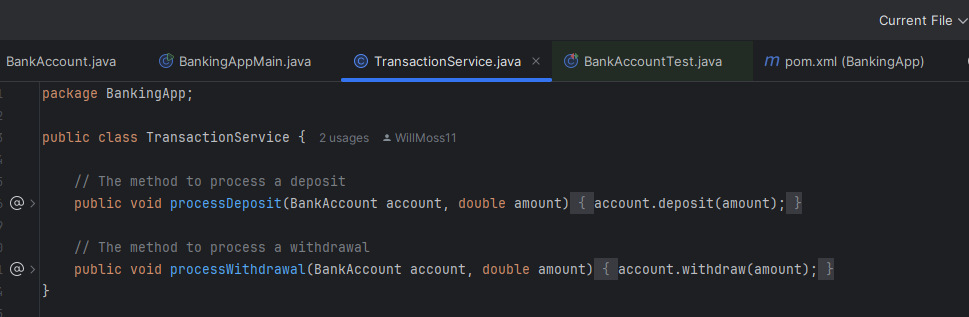 Current File
BankAccount.java BankingAppMain.java TransactionService.java × BankAccountTest.java m pom.xml (BankingApp)
package BankingApp;
public class TransactionService { 2 usages WillMoss11
// The method to process a deposit
@ public void processDeposit(BankAccount account, double amount) { account.deposit(amount); }
// The method to process a withdrawal
@ public void processWithdrawal(BankAccount account, double amount) { account.withdraw(amount); }
}